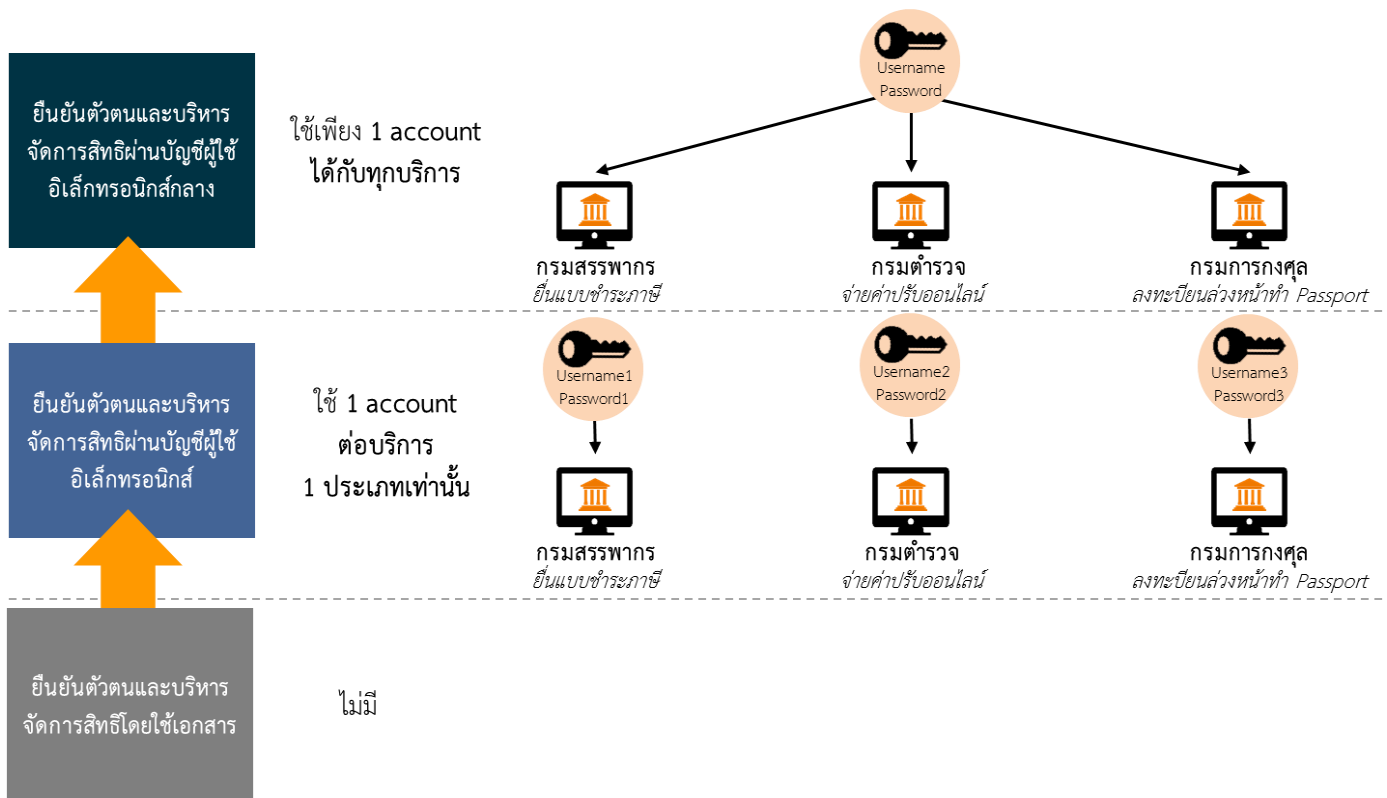 Username
Password
ยืนยันตัวตนและบริหาร
จัดการสิทธิผ่านบัญชีผู้ใช้
อิเล็กทรอนิกส์กลาง
ใช้เพียง 1 account
ได้กับทุกบริการ
กรมสรรพากร
ยื่นแบบชำระภาษี
กรมตำรวจ
จ่ายค่าปรับออนไลน์
กรมการกงศุล
ลงทะเบียนล่วงหน้าทำ Passport
ยืนยันตัวตนและบริหาร
จัดการสิทธิผ่านบัญชีผู้ใช้
อิเล็กทรอนิกส์
ใช้ 1 account
ต่อบริการ
1 ประเภทเท่านั้น
Username1
Password1
Username2
Password2
Username3
Password3
กรมสรรพากร
ยื่นแบบชำระภาษี
กรมตำรวจ
จ่ายค่าปรับออนไลน์
กรมการกงศุล
ลงทะเบียนล่วงหน้าทำ Passport
ยืนยันตัวตนและบริหาร
จัดการสิทธิโดยใช้เอกสาร
ไม่มี